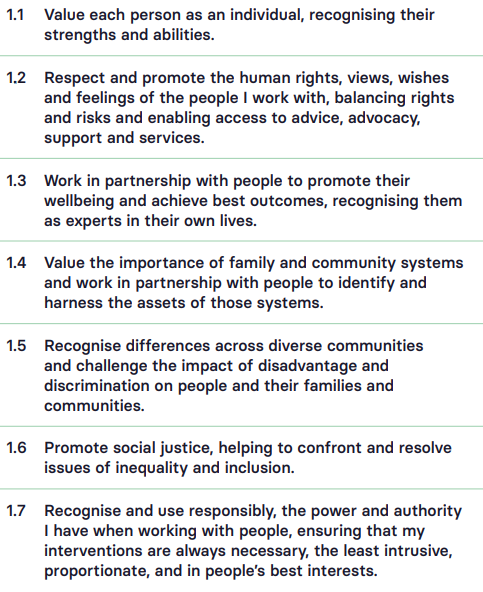 1.1 Value each person as an individual, recognising their
strengths and abilities.
1.2 Respect and promote the human rights, views, wishes
and feelings of the people I work with, balancing rights
and risks and enabling access to advice, advocacy,
support and services.
1.3 Work in partnership with people to promote their
wellbeing and achieve best outcomes, recognising them
as experts in their own lives.
1.4 Value the importance of family and community systems
and work in partnership with people to identify and
harness the assets of those systems.
1.5 Recognise differences across diverse communities
and challenge the impact of disadvantage and
discrimination on people and their families and
communities.
1.6 Promote social justice, helping to confront and resolve
issues of inequality and inclusion.
1.7 Recognise and use responsibly, the power and authority
I have when working with people, ensuring that my
interventions are always necessary, the least intrusive,
proportionate, and in people’s best interests.